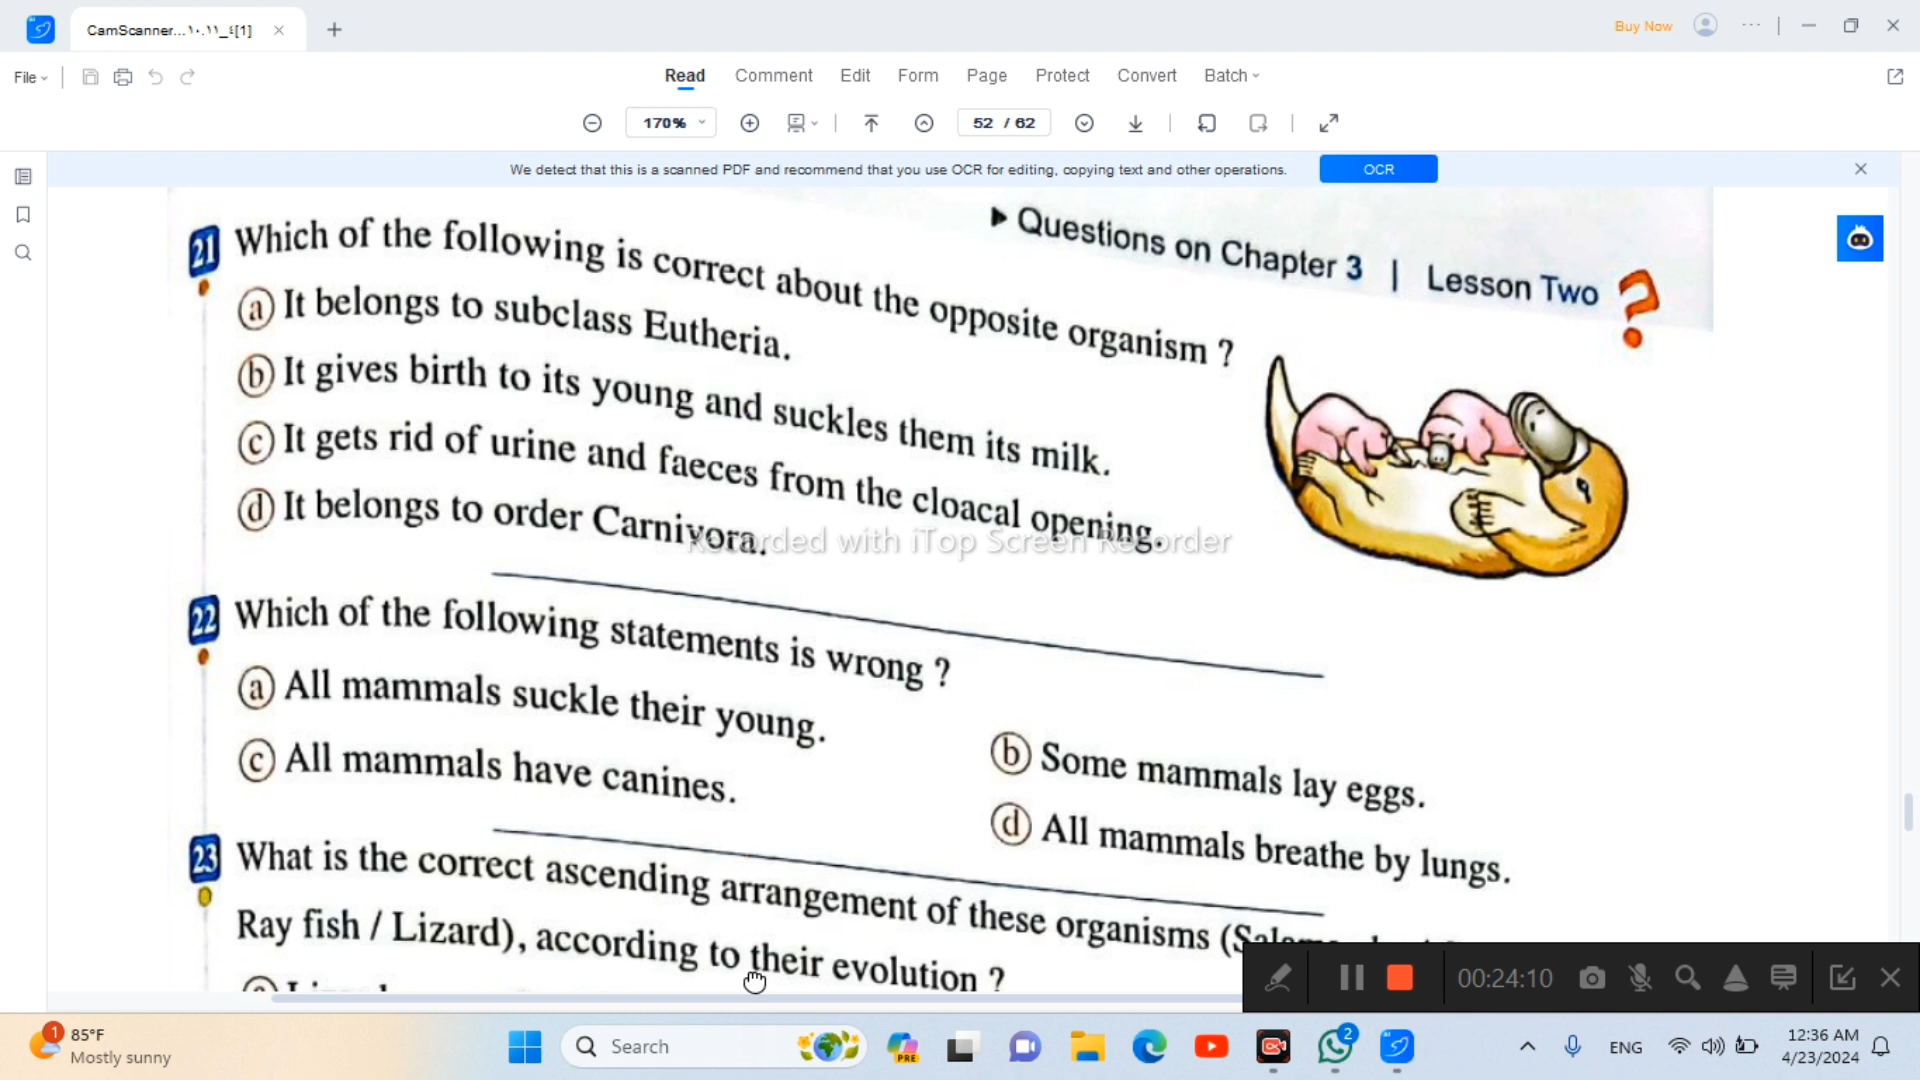 CamScanner...١٠.١١_٤[1]
Buy Now
File
Read Comment Edit Form Page Protect Convert Batch
170%
52 / 62
We detect that this is a scanned PDF and recommend that you use OCR for editing, copying text and other operations.
OCR
Questions on Chapter 3 | Lesson Two ?
21 Which of the following is correct about the opposite organism ?
a It belongs to subclass Eutheria.
b It gives birth to its young and suckles them its milk.
c It gets rid of urine and faeces from the cloacal opening.
d It belongs to order Carnivora.
Recorded with iTop Screen Recorder
22 Which of the following statements is wrong ?
a All mammals suckle their young.
b Some mammals lay eggs.
c All mammals have canines.
d All mammals breathe by lungs.
23 What is the correct ascending arrangement of these organisms
Ray fish / Lizard), according to their evolution ?
00:24:10
1
85°F
Mostly sunny
Search
PRE
2
ENG
12:36 AM
4/23/2024